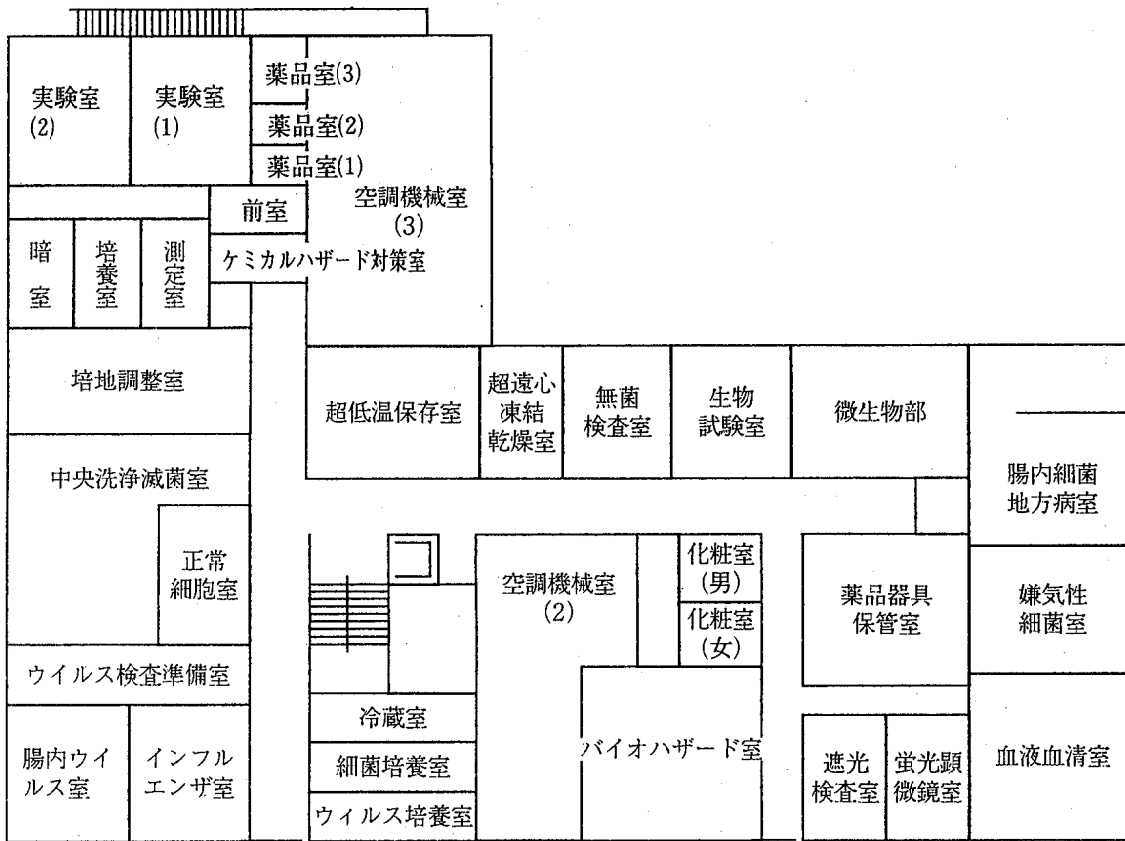 実験室
(2)
実験室
(1)
薬品室(3)
薬品室(2)
薬品室(1)
空調機械室
(3)
前室
ケミカルハザード対策室
暗室
培養室
測定室
培地調整室
超低温保存室
超遠心
凍結
乾燥室
無菌
検査室
生物
試験室
微生物部
腸内細菌
地方病室
中央洗浄滅菌室
正常
細胞室
空調機械室
(2)
化粧室
(男)
化粧室
(女)
薬品器具
保管室
嫌気性
細菌室
ウイルス検査準備室
冷蔵室
細菌培養室
ウィルス培養室
バイオハザード室
腸内ウイ
ルス室
インフル
エンザ室
遮光
検査室
蛍光顕
微鏡室
血液血清室